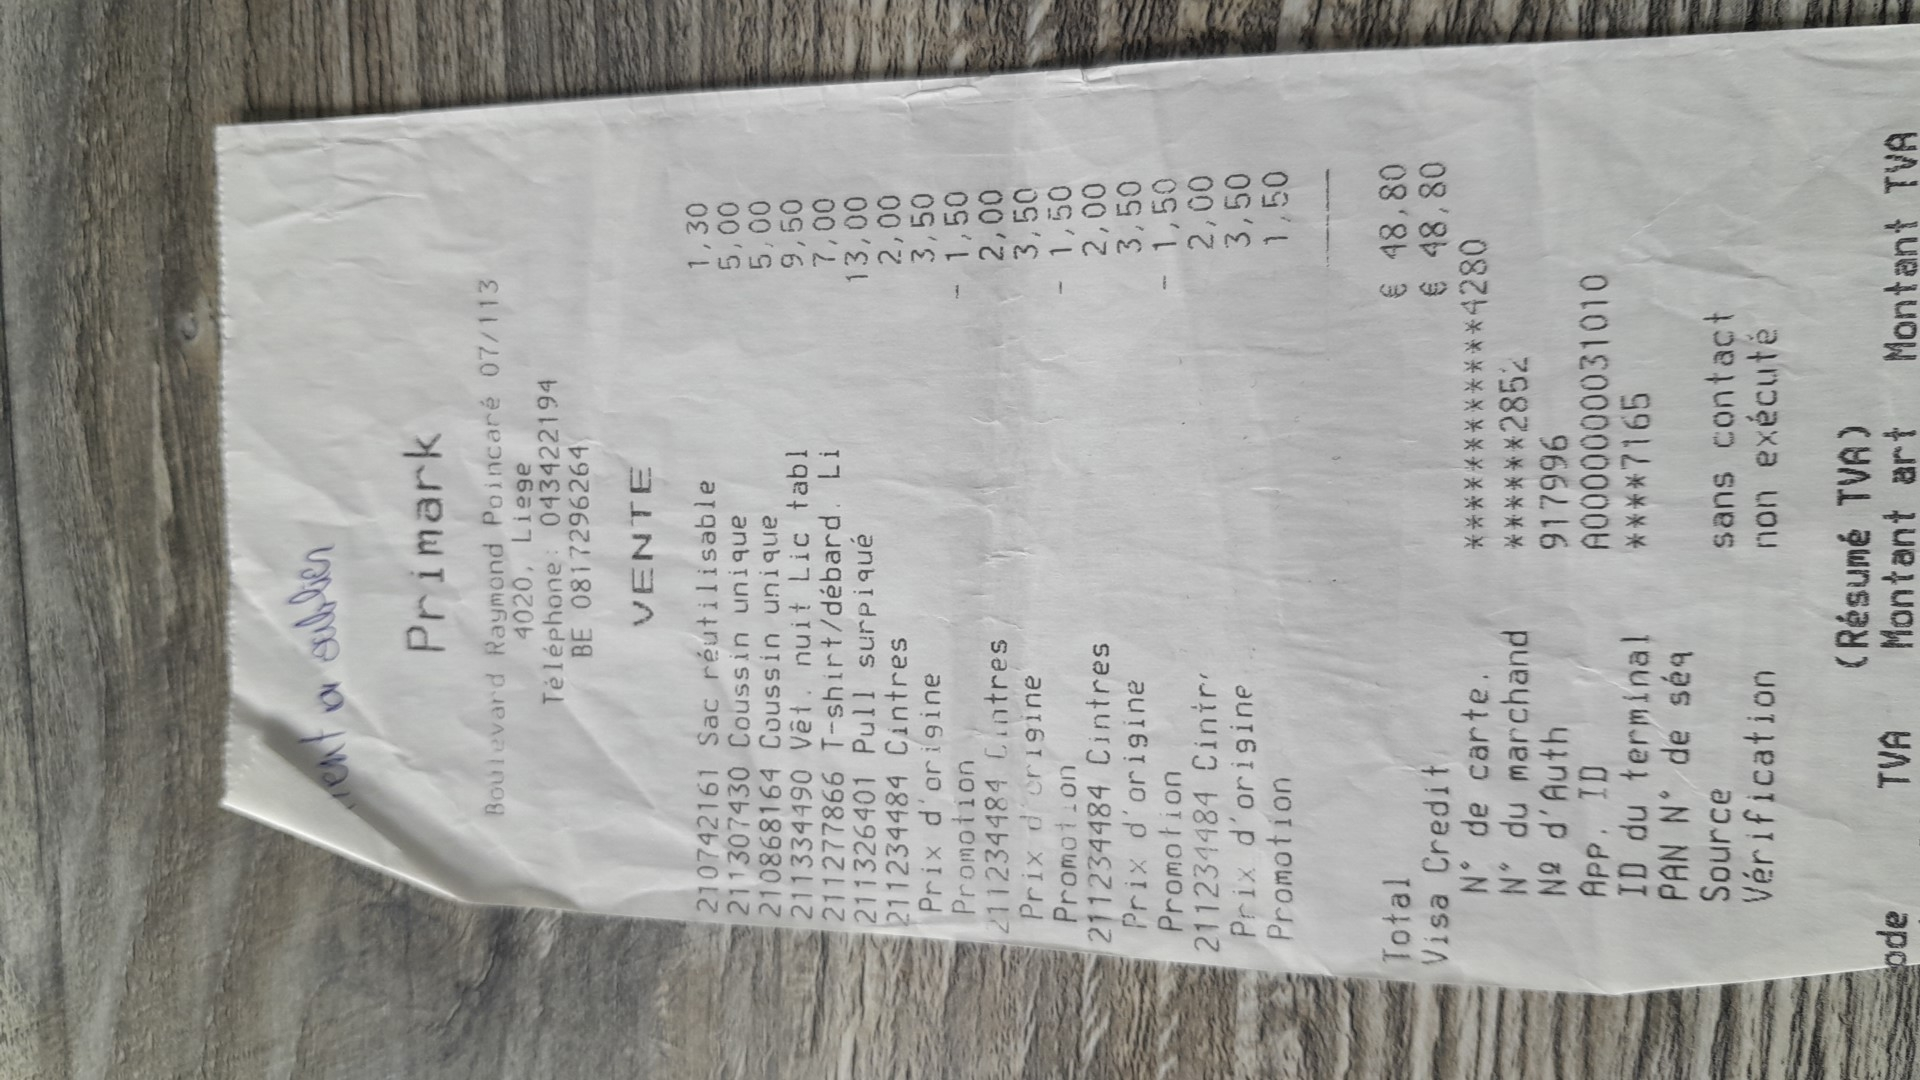 à oublier
Primark
Boulevard Raymond Poincaré 07/113
4020, Liege
Téléphone: 043422194
BE 0817296264
VENTE
210742161 Sac réutilisable 1,30
211307430 Coussin unique 5,00
210868164 Coussin unique 5,00
211334490 Vêt. nuit Lic tabl 9,50
211277866 T-shirt/débard. Li 7,00
211326401 Pull surpiqué 13,00
211234484 Cintres 2,00
Prix d'origine 3,50
Promotion - 1,50
211234484 Cintres 2,00
Prix d'origine 3,50
Promotion - 1,50
211234484 Cintres 2,00
Prix d'origine 3,50
Promotion - 1,50
211234484 Cintr 2,00
Prix d'origine 3,50
Promotion 1,50
Total € 48,80
Visa Credit € 48,80
N° de carte. ************4280
N° du marchand ******2852
Nº d'Auth 917996
App. ID A0000000031010
ID du terminal ****7165
PAN N° de séq
Source sans contact
Vérification non exécuté
(Résumé TVA)
ode TVA Montant art Montant TVA